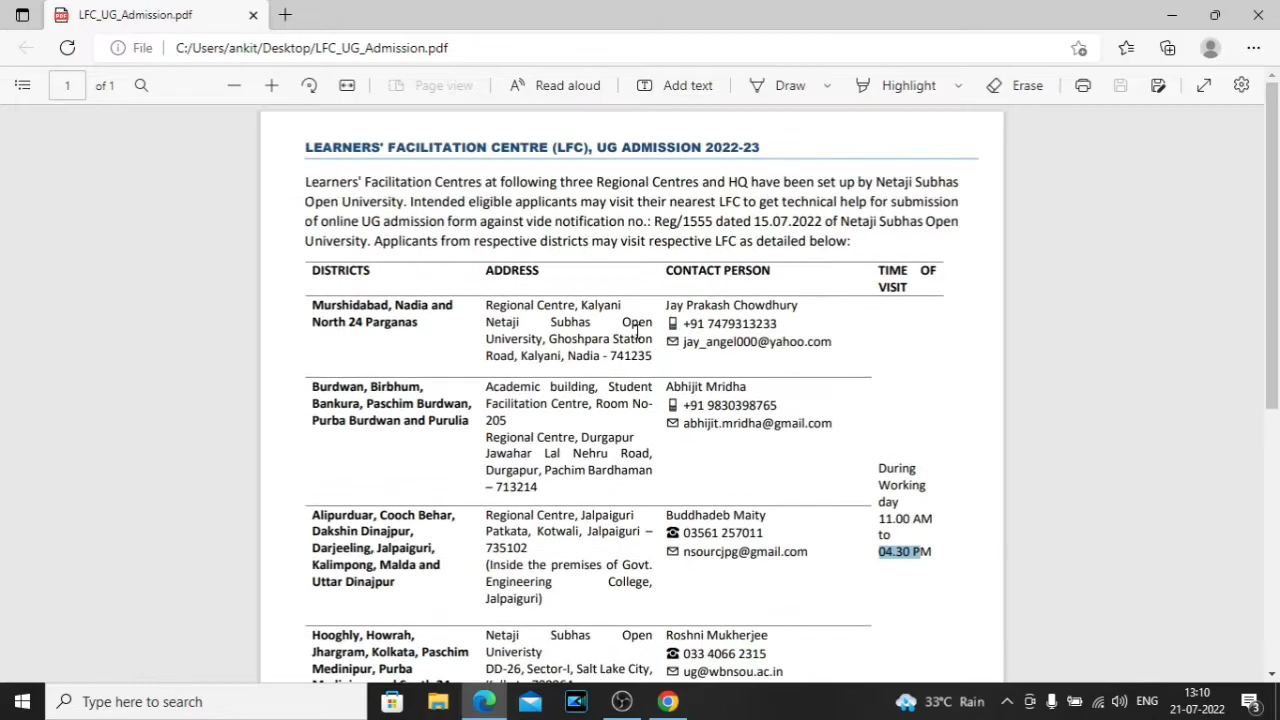 LFC_UG_Admission.pdf
File
C:/Users/ankit/Desktop/LFC_UG_Admission.pdf
1 of 1
Page view
Read aloud
Add text
Draw
Highlight
Erase
LEARNERS' FACILITATION CENTRE (LFC), UG ADMISSION 2022-23
Learners' Facilitation Centres at following three Regional Centres and HQ have been set up by Netaji Subhas
Open University. Intended eligible applicants may visit their nearest LFC to get technical help for submission
of online UG admission form against vide notification no.: Reg/1555 dated 15.07.2022 of Netaji Subhas Open
University. Applicants from respective districts may visit respective LFC as detailed below:
DISTRICTS
ADDRESS
CONTACT PERSON
TIME OF
VISIT
Murshidabad, Nadia and
North 24 Parganas
Regional Centre, Kalyani
Netaji Subhas Open
University, Ghoshpara Station
Road, Kalyani, Nadia - 741235
Jay Prakash Chowdhury
+91 7479313233
jay_angel000@yahoo.com
Burdwan, Birbhum,
Bankura, Paschim Burdwan,
Purba Burdwan and Purulia
Academic building, Student
Facilitation Centre, Room No-
205
Regional Centre, Durgapur
Jawahar Lal Nehru Road,
Durgapur, Pachim Bardhaman
– 713214
Abhijit Mridha
+91 9830398765
abhijit.mridha@gmail.com
Alipurduar, Cooch Behar,
Dakshin Dinajpur,
Darjeeling, Jalpaiguri,
Kalimpong, Malda and
Uttar Dinajpur
Regional Centre, Jalpaiguri
Patkata, Kotwali, Jalpaiguri –
735102
(Inside the premises of Govt.
Engineering College,
Jalpaiguri)
Buddhadeb Maity
03561 257011
nsourcjpg@gmail.com
During
Working
day
11.00 AM
to
04.30 PM
Hooghly, Howrah,
Jhargram, Kolkata, Paschim
Medinipur, Purba
Netaji Subhas Open
Univeristy
DD-26, Sector-I, Salt Lake City,
Roshni Mukherjee
033 4066 2315
ug@wbnsou.ac.in
Type here to search
33°C Rain
ENG
13:10
21-07-2022
3